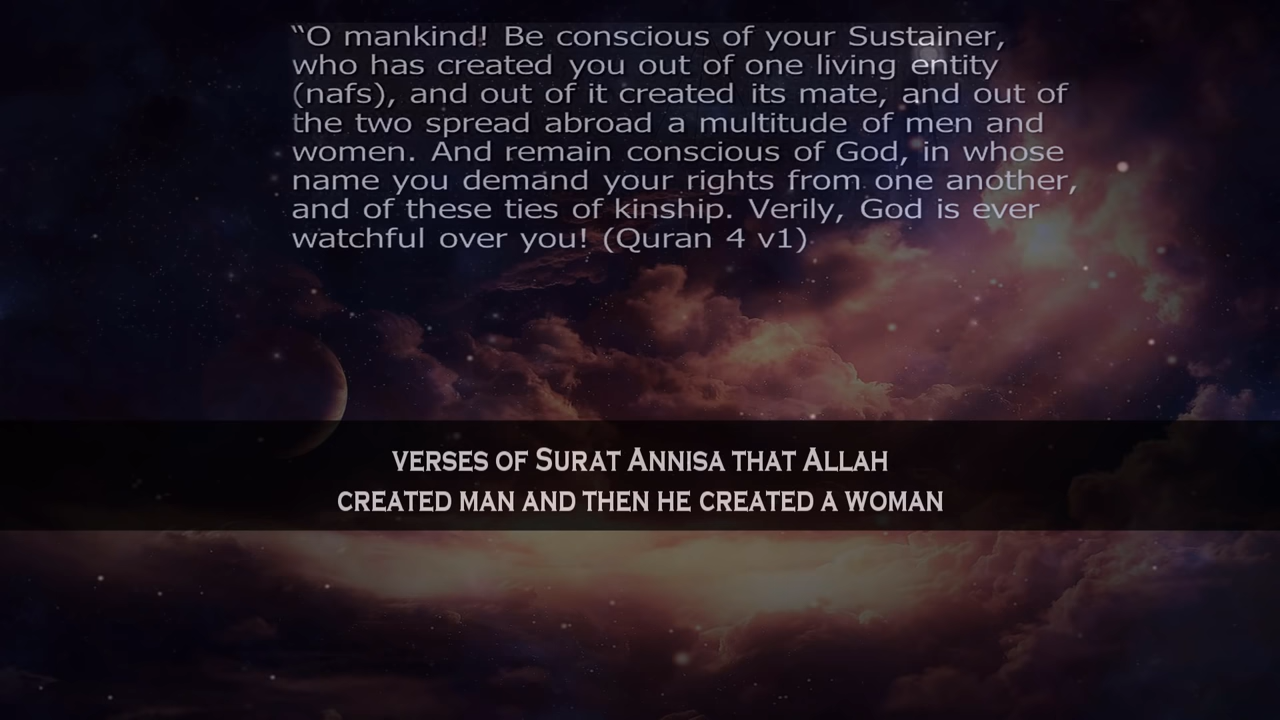 “O mankind! Be conscious of your Sustainer,
who has created you out of one living entity
(nafs), and out of it created its mate, and out of
the two spread abroad a multitude of men and
women. And remain conscious of God, in whose
name you demand your rights from one another,
and of these ties of kinship. Verily, God is ever
watchful over you! (Quran 4 v1)
VERSES OF SURAT ANNISA THAT ALLAH
CREATED MAN AND THEN HE CREATED A WOMAN